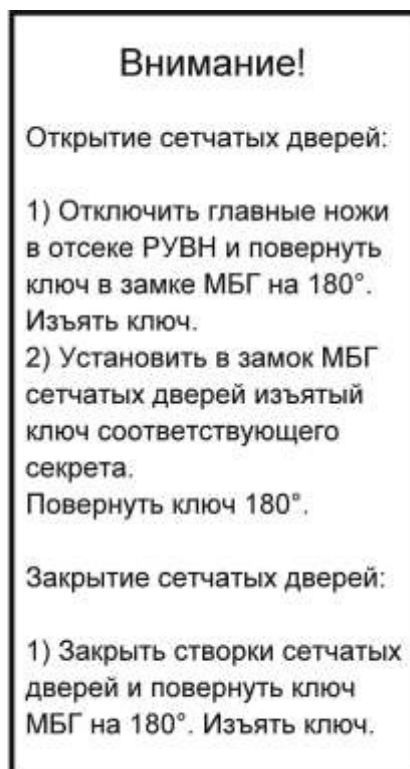 Внимание!
Открытие сетчатых дверей:
1) Отключить главные ножи
в отсеке РУВН и повернуть
ключ в замке МБГ на 180°.
Изъять ключ.
2) Установить в замок МБГ
сетчатых дверей изъятый
ключ соответствующего
секрета.
Повернуть ключ 180°.
Закрытие сетчатых дверей:
1) Закрыть створки сетчатых
дверей и повернуть ключ
МБГ на 180°. Изъять ключ.